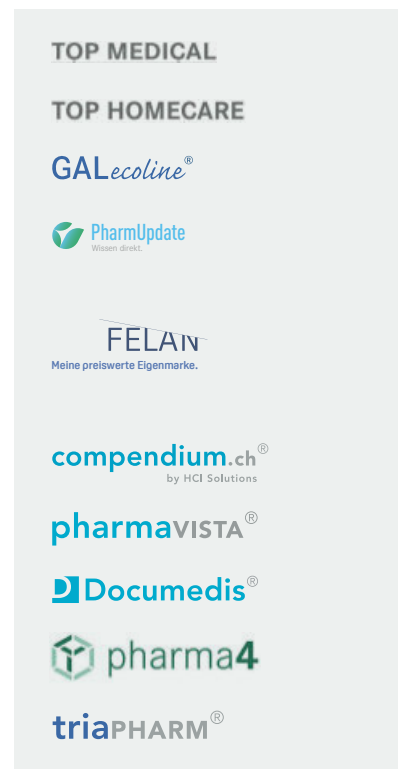 TOP MEDICAL
TOP HOMECARE
GALecoline®
PharmUpdate
Wissen direkt.
FELAN
Meine preiswerte Eigenmarke.
compendium.ch®
by HCI Solutions
pharmaVISTA®
Documedis®
pharma4
triaPHARM®